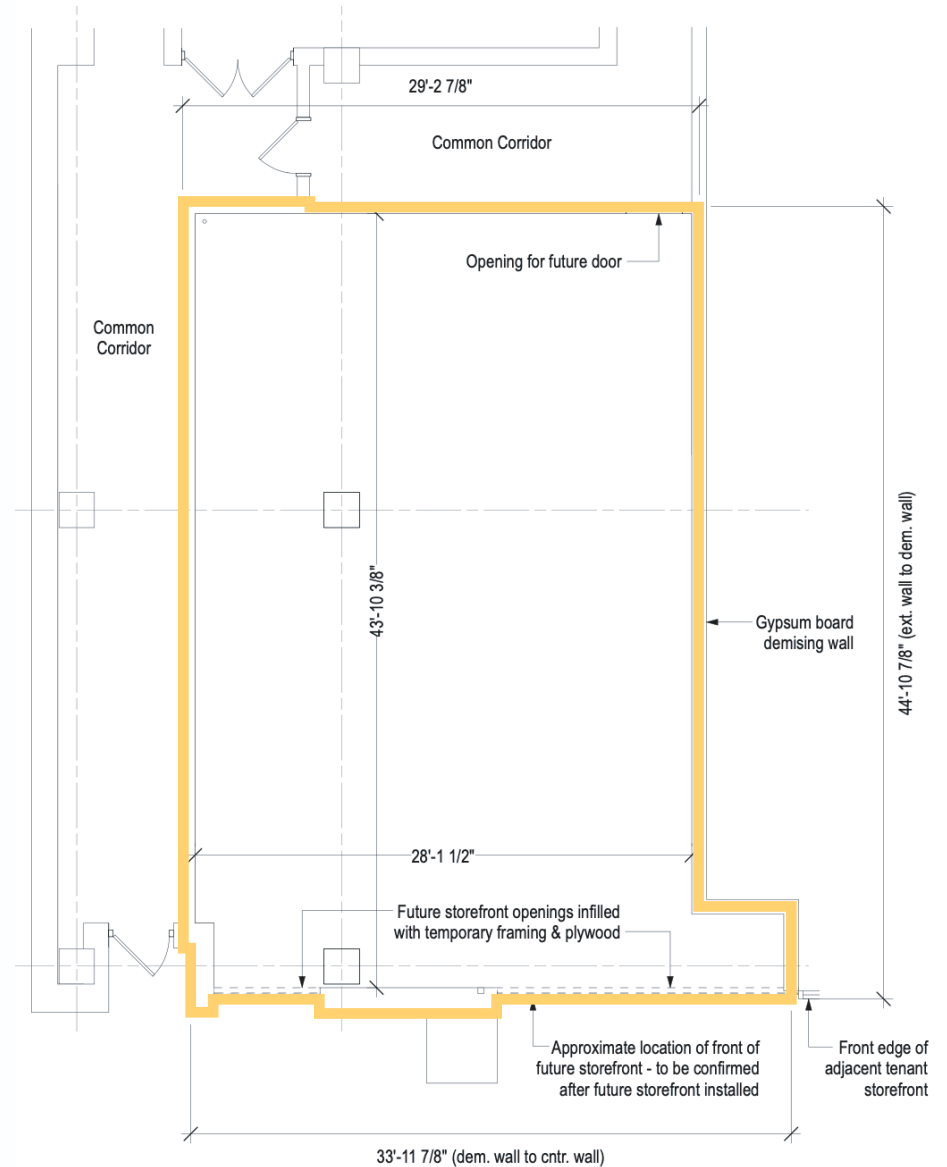 29'-2 7/8"
Common Corridor
Opening for future door
Common
Corridor
43'-10 3/8"
44'-10 7/8" (ext. wall to dem. wall)
Gypsum board
demising wall
28'-1 1/2"
Future storefront openings infilled
with temporary framing & plywood
Approximate location of front of
future storefront - to be confirmed
after future storefront installed
Front edge of
adjacent tenant
storefront
33'-11 7/8" (dem. wall to cntr. wall)